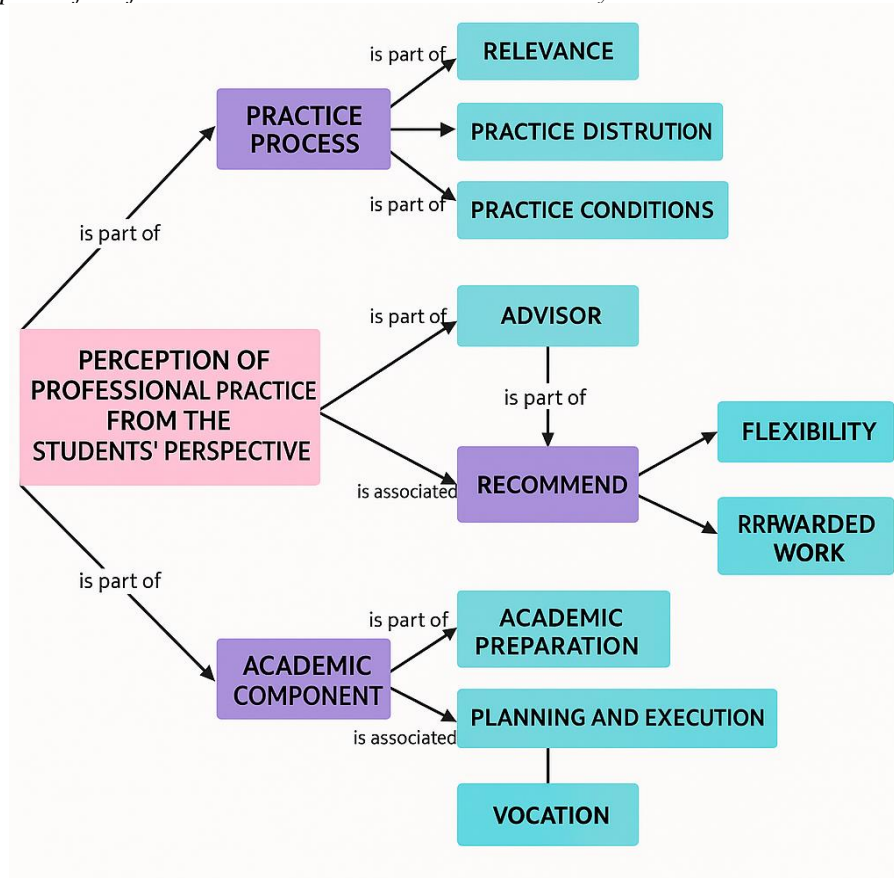 is part of
RELEVANCE
PRACTICE
PROCESS
PRACTICE DISTRUTION
is part of
PRACTICE CONDITIONS
is part of
is part of
ADVISOR
PERCEPTION OF
PROFESSIONAL PRACTICE
FROM THE
STUDENTS' PERSPECTIVE
is part of
FLEXIBILITY
is associated
RECOMMEND
RRFWARDED
WORK
is part of
is part of
ACADEMIC
PREPARATION
ACADEMIC
COMPONENT
PLANNING AND EXECUTION
is associated
VOCATION